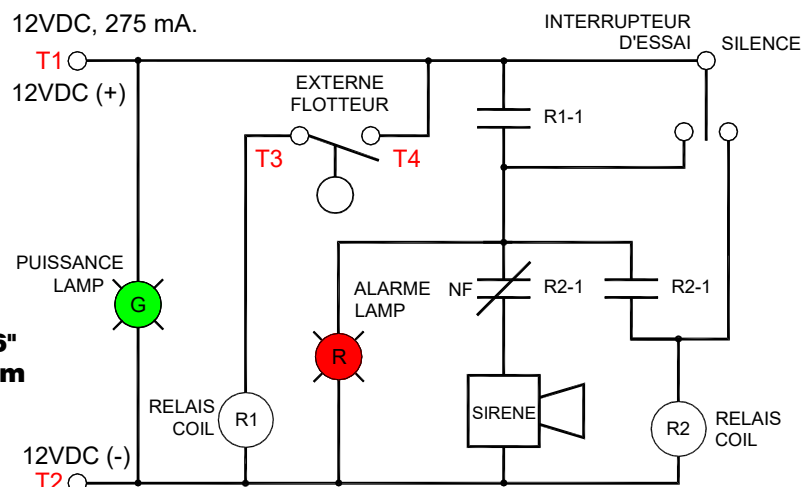 12VDC, 275 mA.
INTERRUPTEUR
D'ESSAI
SILENCE
T1
12VDC (+)
EXTERNE
FLOTTEUR
R1-1
T3
T4
PUISSANCE
LAMP
G
ALARME
LAMP
NF
R2-1
R2-1
6"
m
R
RELAIS
COIL
R1
SIRENE
R2
RELAIS
COIL
12VDC (-)
T2